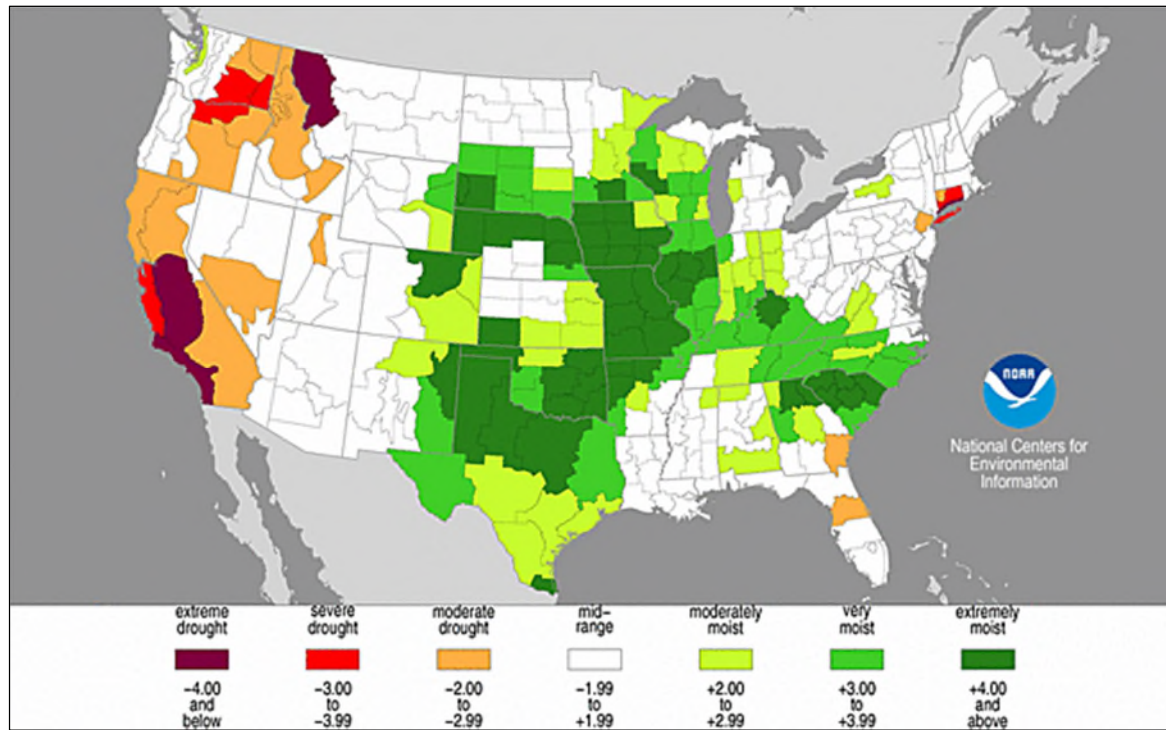 NOAA
National Centers for
Environmental
Information
extreme drought
severe drought
moderate drought
mid-range
moderately moist
very moist
extremely moist
−4.00 and below
−3.00 to −3.99
−2.00 to −2.99
−1.99 to +1.99
+2.00 to +2.99
+3.00 to +3.99
+4.00 and above